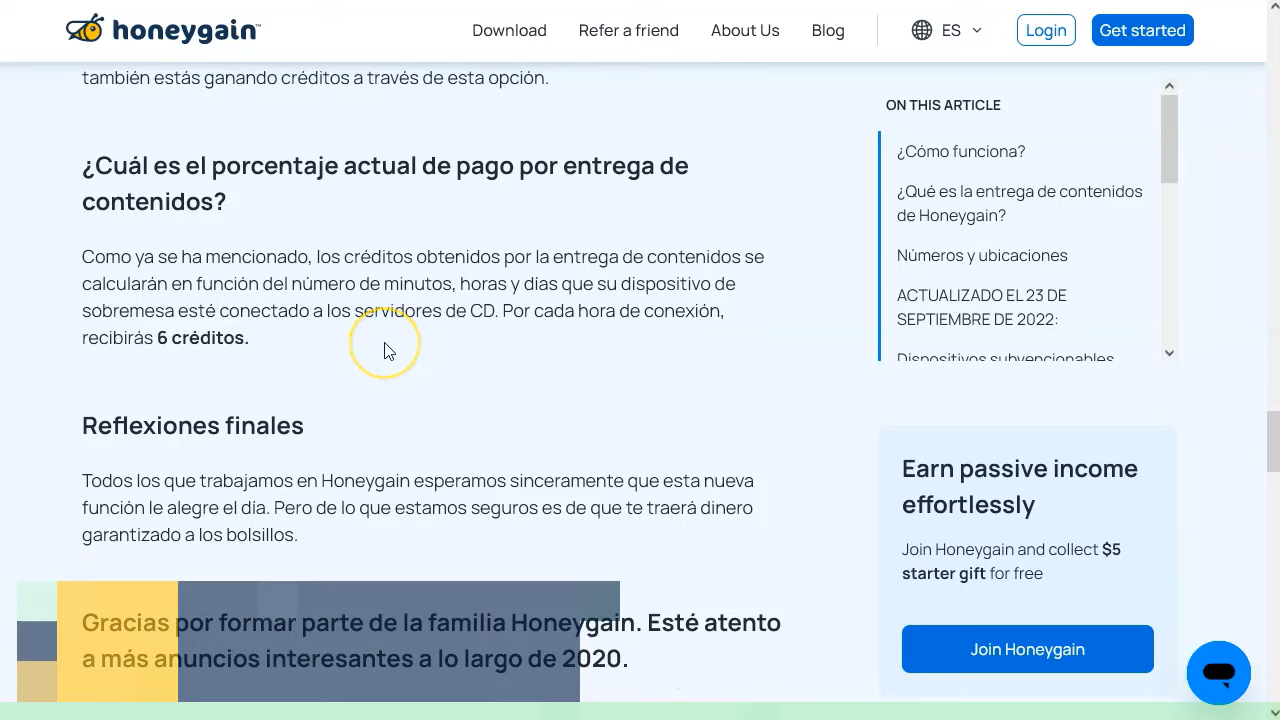 honeygain™
Download
Refer a friend
About Us
Blog
ES
Login
Get started
también estás ganando créditos a través de esta opción.
¿Cuál es el porcentaje actual de pago por entrega de
contenidos?
Como ya se ha mencionado, los créditos obtenidos por la entrega de contenidos se
calcularán en función del número de minutos, horas y días que su dispositivo de
sobremesa esté conectado a los servidores de CD. Por cada hora de conexión,
recibirás 6 créditos.
Reflexiones finales
Todos los que trabajamos en Honeygain esperamos sinceramente que esta nueva
función le alegre el día. Pero de lo que estamos seguros es de que te traerá dinero
garantizado a los bolsillos.
Gracias por formar parte de la familia Honeygain. Esté atento
a más anuncios interesantes a lo largo de 2020.
ON THIS ARTICLE
¿Cómo funciona?
¿Qué es la entrega de contenidos
de Honeygain?
Números y ubicaciones
ACTUALIZADO EL 23 DE
SEPTIEMBRE DE 2022:
Dispositivos subvencionables
Earn passive income
effortlessly
Join Honeygain and collect $5
starter gift for free
Join Honeygain